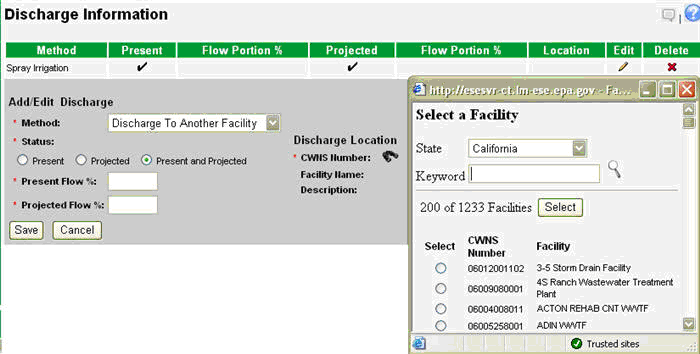 Discharge Information
Method Present Flow Portion % Projected Flow Portion % Location Edit Delete
Spray Irrigation
Add/Edit Discharge
* Method: Discharge To Another Facility
* Status:
Present Projected Present and Projected
* Present Flow %:
* Projected Flow %:
Save Cancel
Discharge Location
* CWNS Number:
Facility Name:
Description:
http://esesvr-ct.lm-ese.epa.gov - Fa...
Select a Facility
State California
Keyword
200 of 1233 Facilities Select
Select CWNS Number Facility
06012001102 3-5 Storm Drain Facility
06009080001 4S Ranch Wastewater Treatment
Plant
06004008011 ACTON REHAB CNT WWTF
06005258001 ADIN WWTF
Trusted sites